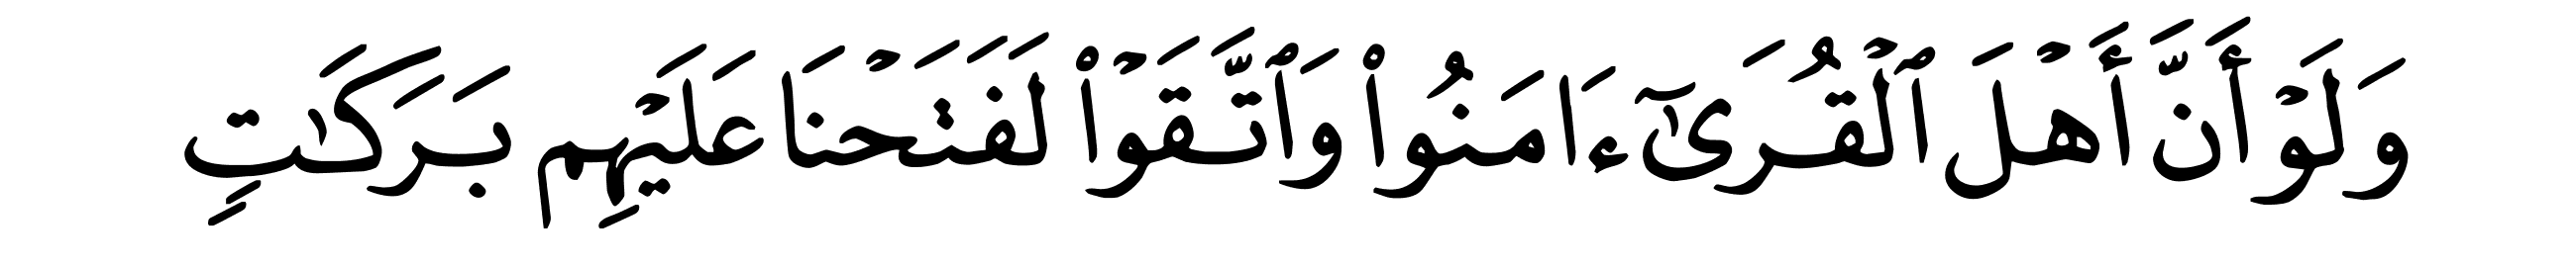 وَلَوۡ أَنَّ أَهۡلَ ٱلۡقُرَىٰٓ ءَامَنُواْ وَٱتَّقَوۡاْ لَفَتَحۡنَا عَلَيۡهِم بَرَكَٰتٖ